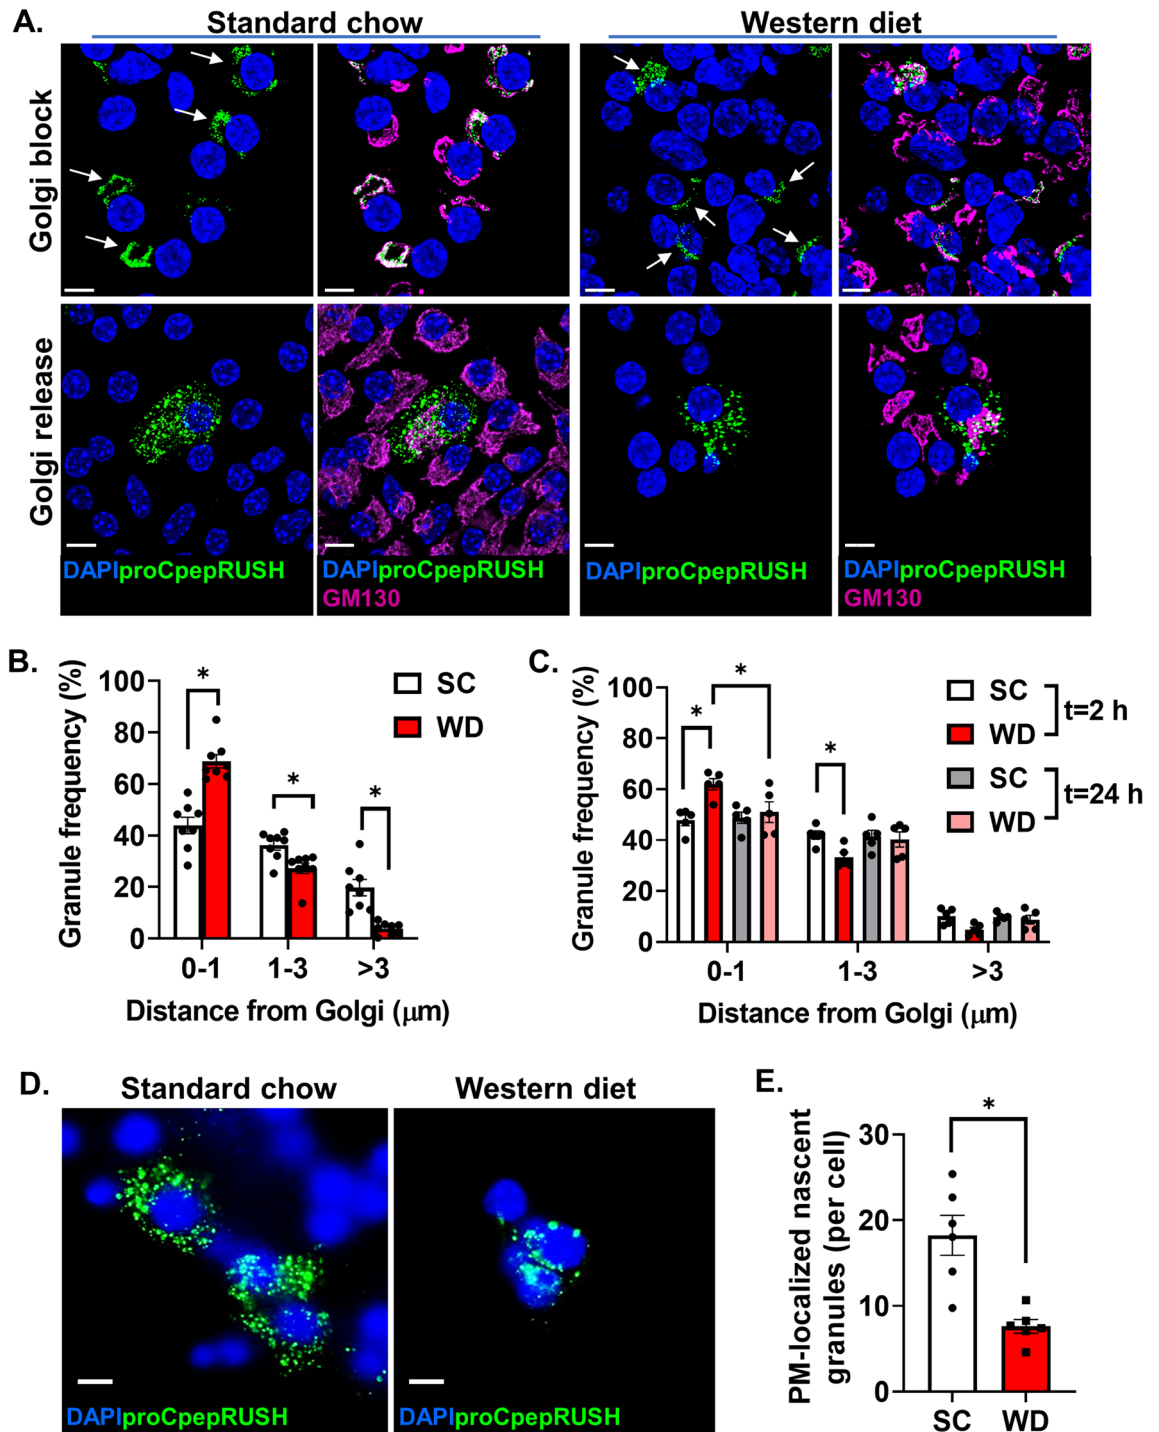 A.
Standard chow
Western diet
Golgi block
Golgi release
DAPIproCpepRUSH
DAPIproCpepRUSH
GM130
DAPIproCpepRUSH
DAPIproCpepRUSH
GM130
B.
Granule frequency (%)
100
80
60
40
20
0
*
*
*
SC
WD
0-1
1-3
>3
Distance from Golgi (μm)
C.
Granule frequency (%)
100
80
60
40
20
0
*
*
*
SC
WD
t=2 h
SC
WD
t=24 h
0-1
1-3
>3
Distance from Golgi (μm)
D.
Standard chow
Western diet
DAPIproCpepRUSH
DAPIproCpepRUSH
E.
PM-localized nascent
granules (per cell)
30
20
10
0
*
SC
WD